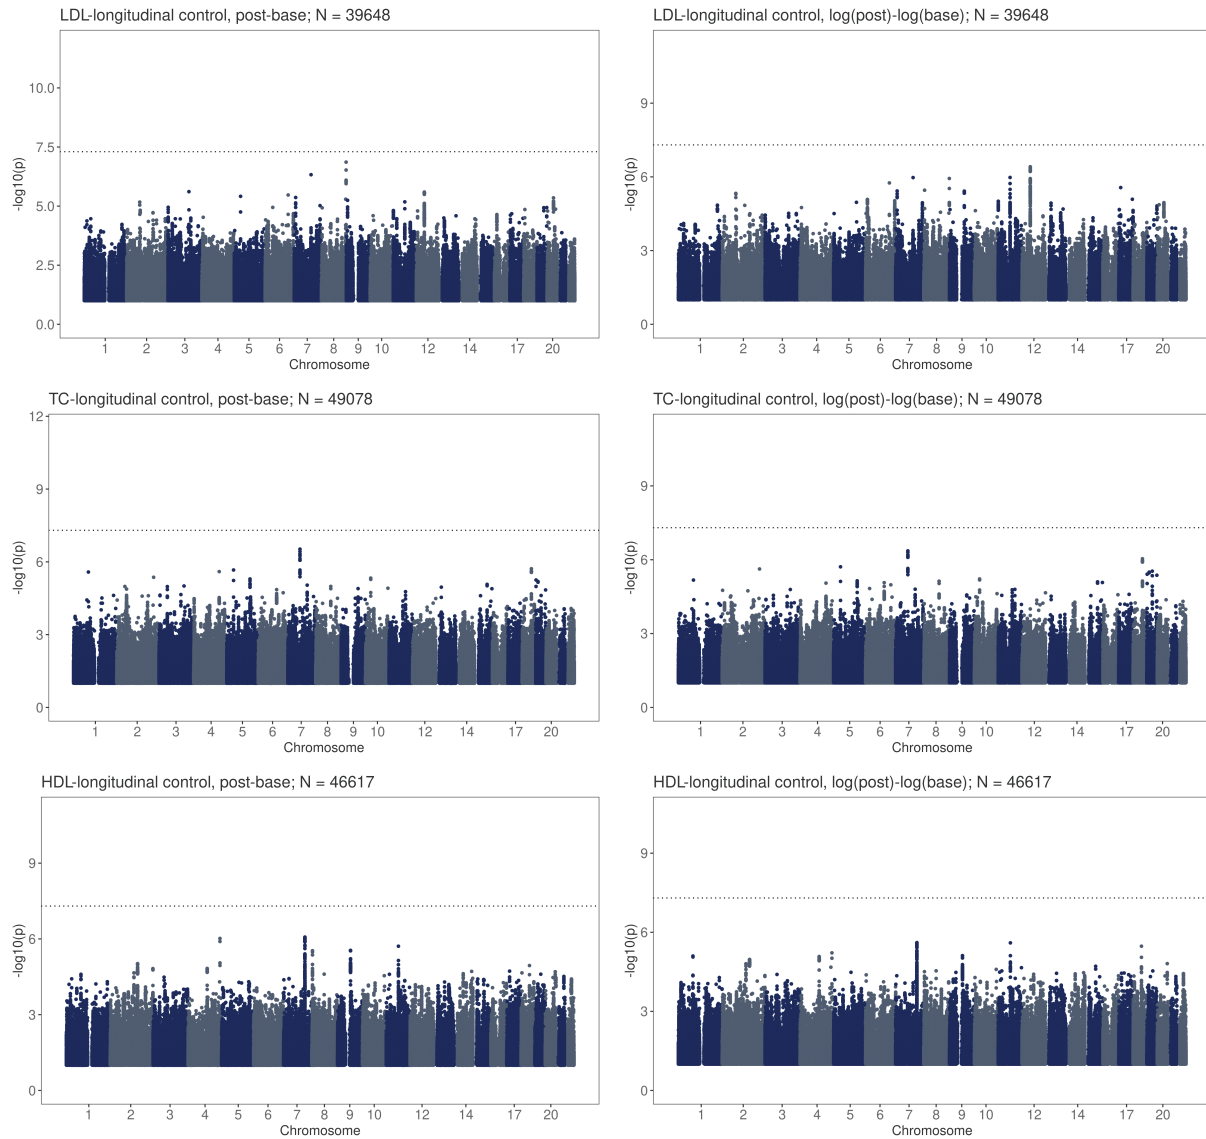 LDL-longitudinal control, post-base; N = 39648
-log10(p)
10.0
7.5
5.0
2.5
0.0
1 2 3 4 5 6 7 8 9 10 12 14 17 20
Chromosome
LDL-longitudinal control, log(post)-log(base); N = 39648
-log10(p)
9
6
3
0
1 2 3 4 5 6 7 8 9 10 12 14 17 20
Chromosome
TC-longitudinal control, post-base; N = 49078
-log10(p)
12
9
6
3
0
1 2 3 4 5 6 7 8 9 10 12 14 17 20
Chromosome
TC-longitudinal control, log(post)-log(base); N = 49078
-log10(p)
9
6
3
0
1 2 3 4 5 6 7 8 9 10 12 14 17 20
Chromosome
HDL-longitudinal control, post-base; N = 46617
-log10(p)
9
6
3
0
1 2 3 4 5 6 7 8 9 10 12 14 17 20
Chromosome
HDL-longitudinal control, log(post)-log(base); N = 46617
-log10(p)
9
6
3
0
1 2 3 4 5 6 7 8 9 10 12 14 17 20
Chromosome